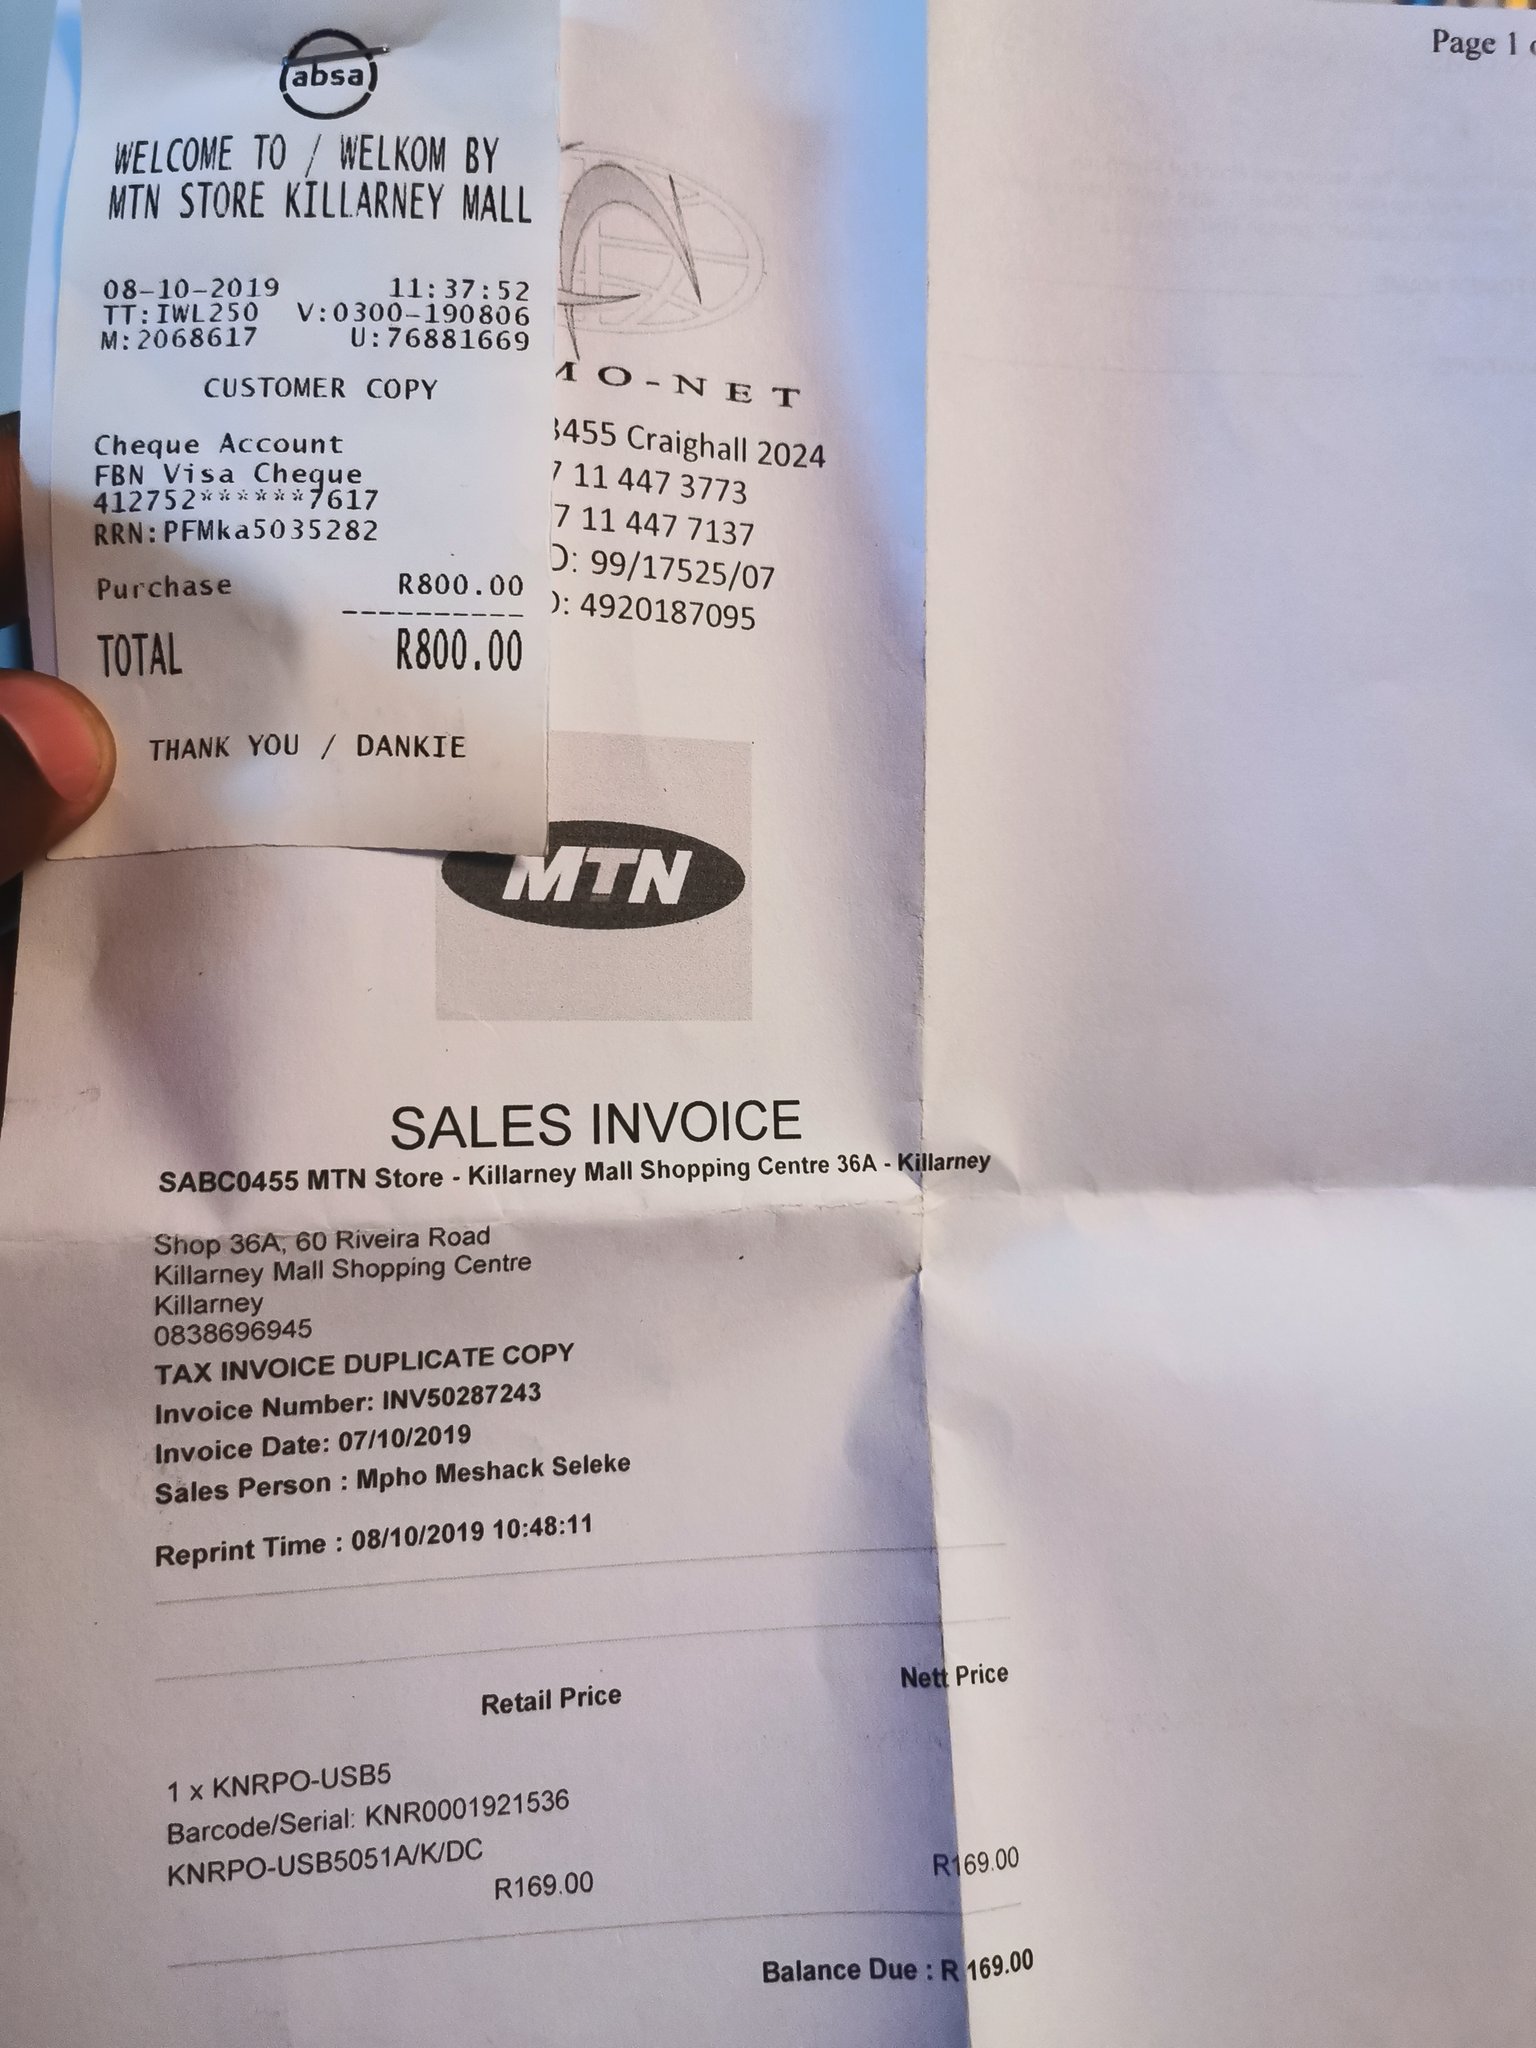 absa
WELCOME TO / WELKOM BY
MTN STORE KILLARNEY MALL
08-10-2019 11:37:52
TT:IWL250 V:0300-190806
M:2068617 U:76881669
CUSTOMER COPY
Cheque Account
FBN Visa Cheque
412752******7617
RRN:PFMka5035282
Purchase R800.00
----------
TOTAL R800.00
THANK YOU / DANKIE
Page 1
MO-NET
3455 Craighall 2024
7 11 447 3773
7 11 447 7137
D: 99/17525/07
D: 4920187095
MTN
SALES INVOICE
SABC0455 MTN Store - Killarney Mall Shopping Centre 36A - Killarney
Shop 36A, 60 Riveira Road
Killarney Mall Shopping Centre
Killarney
0838696945
TAX INVOICE DUPLICATE COPY
Invoice Number: INV50287243
Invoice Date: 07/10/2019
Sales Person : Mpho Meshack Seleke
Reprint Time : 08/10/2019 10:48:11
Retail Price Nett Price
1 x KNRPO-USB5
Barcode/Serial: KNR0001921536
KNRPO-USB5051A/K/DC
R169.00 R169.00
Balance Due : R 169.00